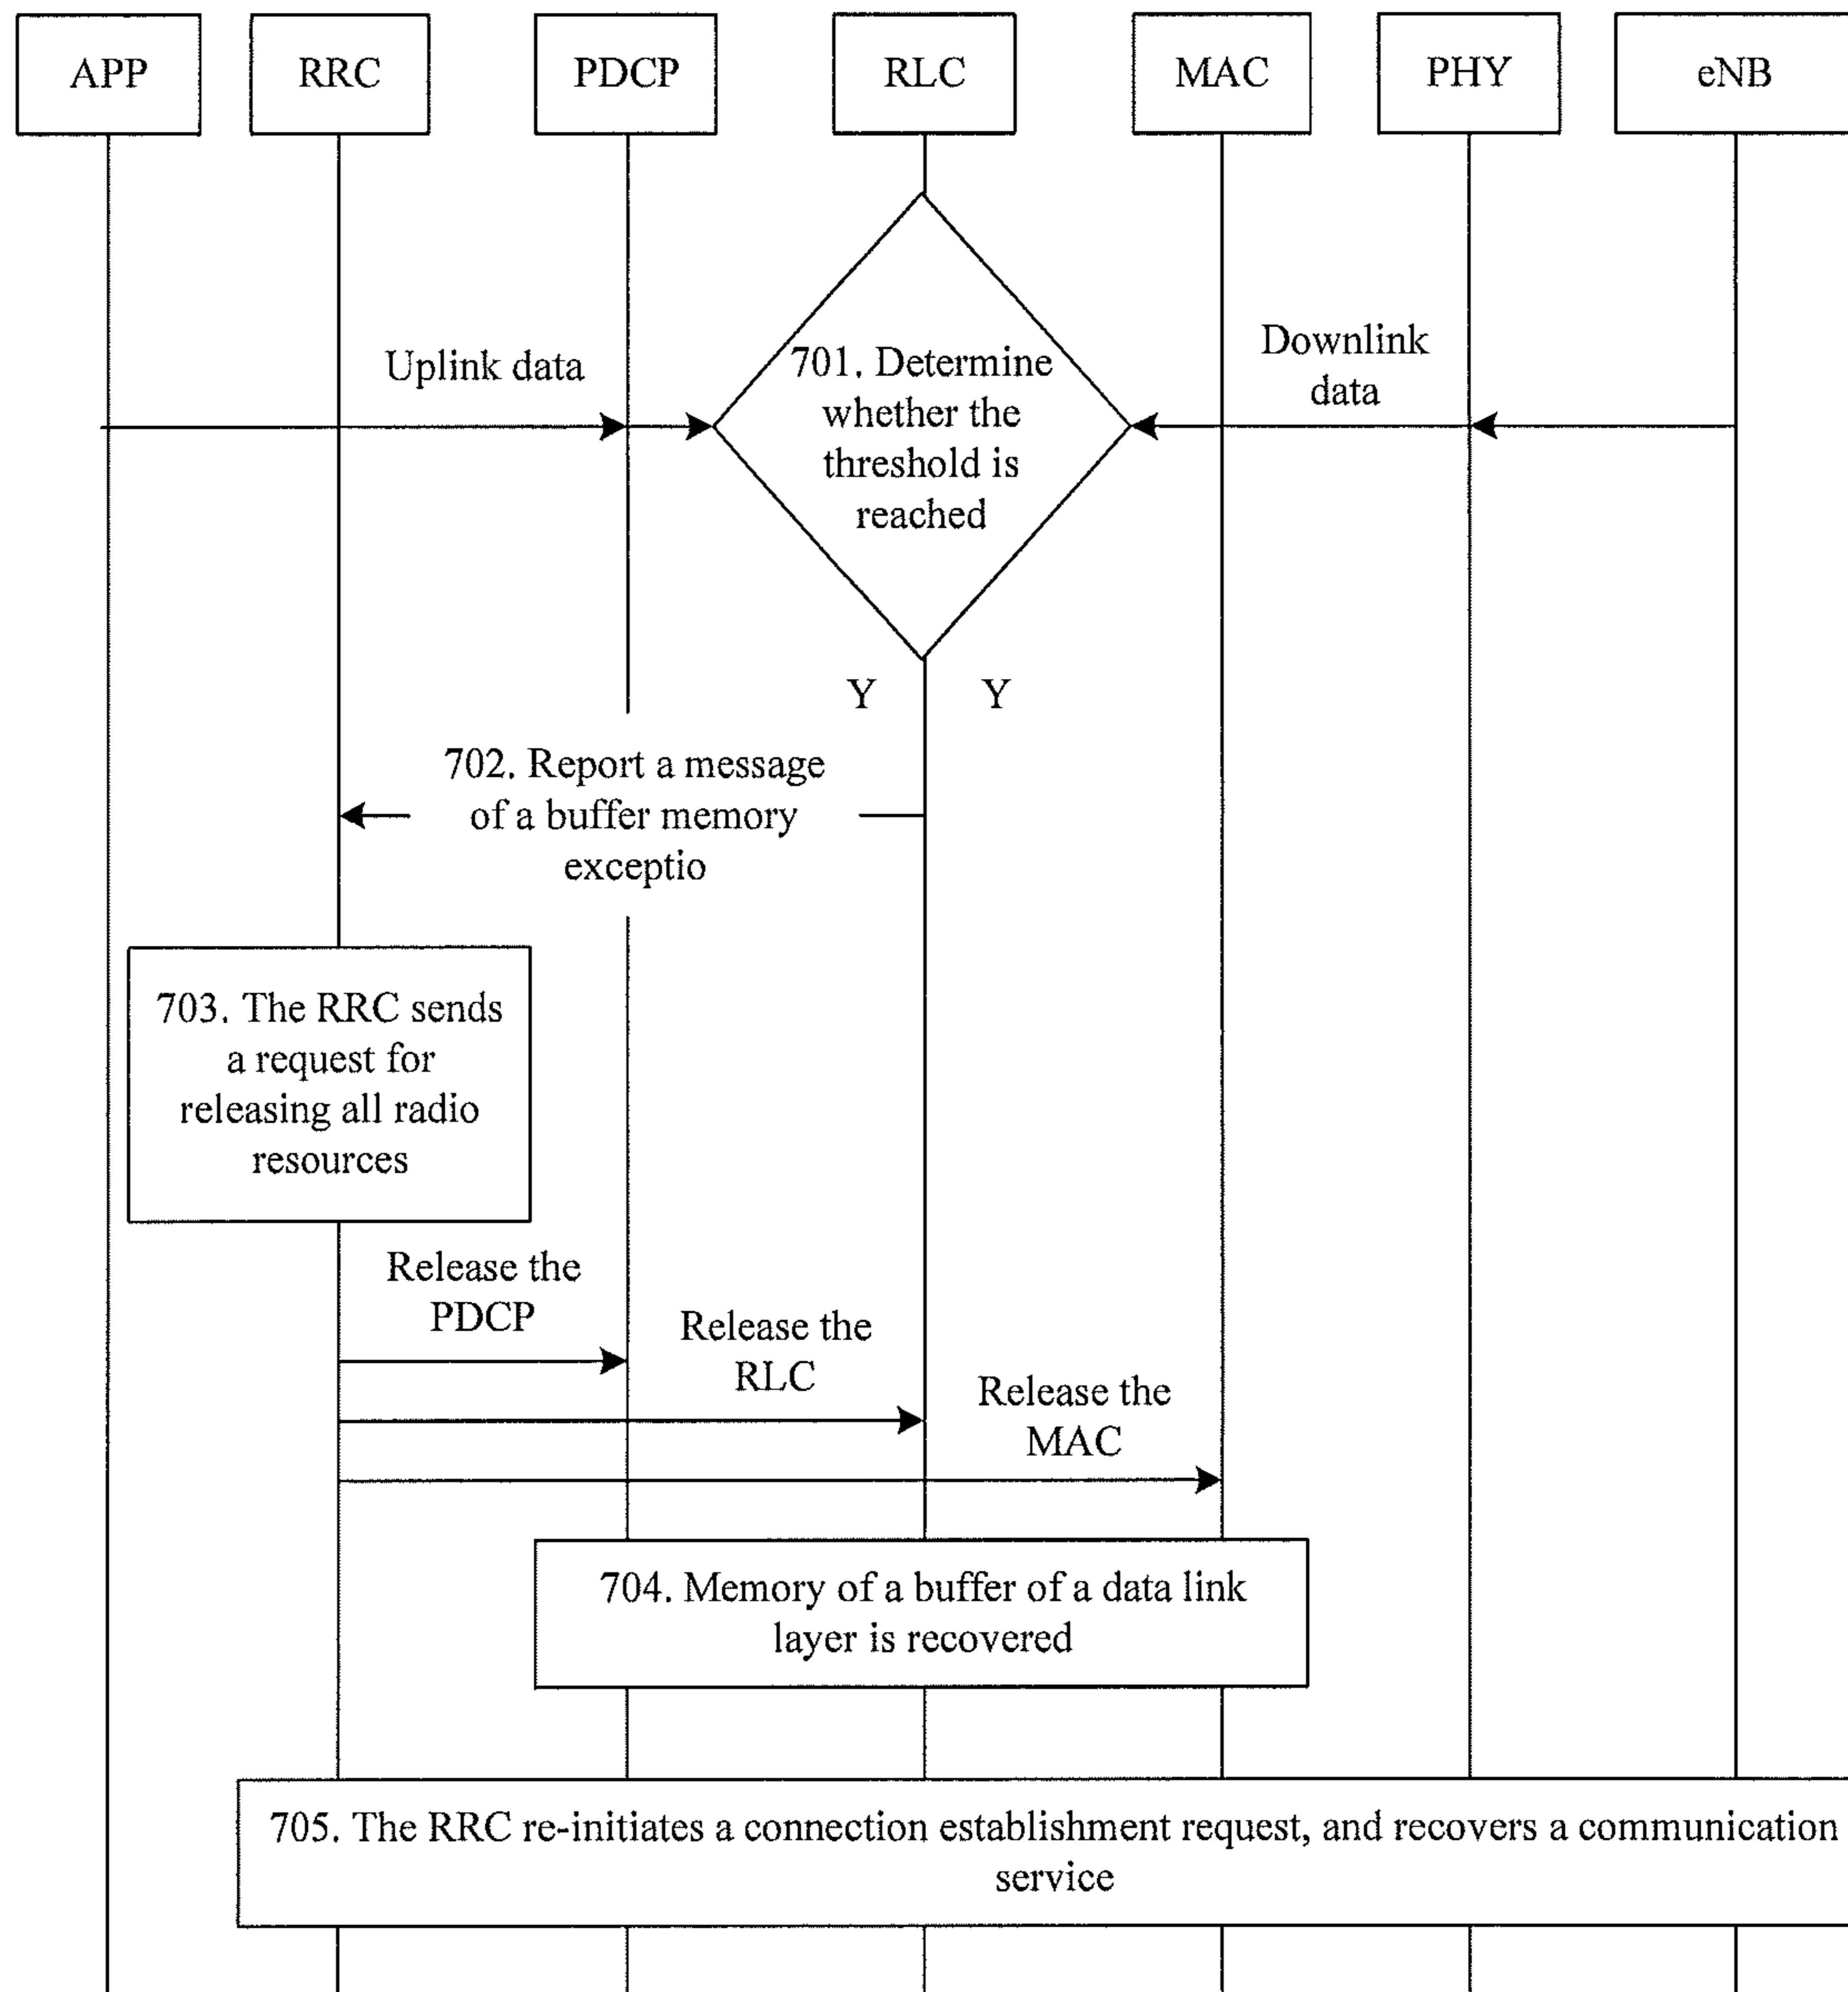 APP
RRC
PDCP
RLC
MAC
PHY
eNB
Uplink data
701. Determine
whether the
threshold is
reached
Downlink
data
Y
Y
702. Report a message
of a buffer memory
exceptio
703. The RRC sends
a request for
releasing all radio
resources
Release the
PDCP
Release the
RLC
Release the
MAC
704. Memory of a buffer of a data link
layer is recovered
705. The RRC re-initiates a connection establishment request, and recovers a communication
service